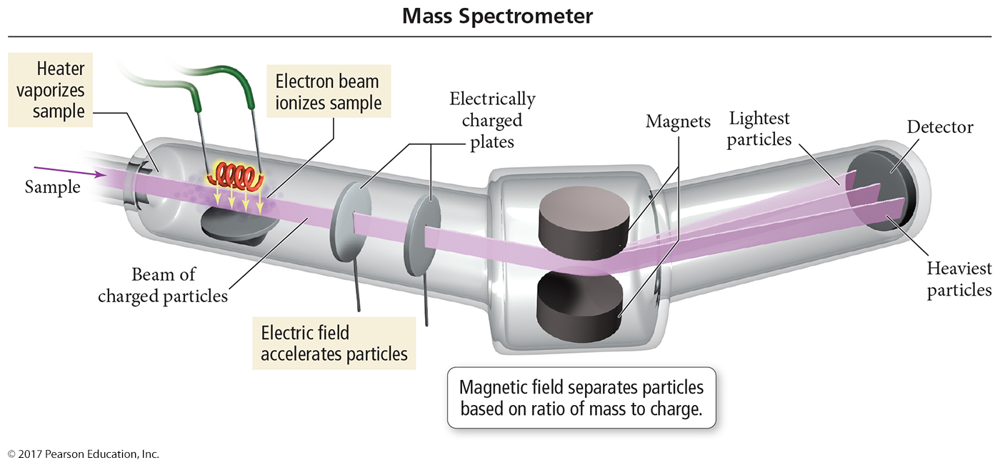 Mass Spectrometer
Heater
vaporizes
sample
Electron beam
ionizes sample
Electrically
charged
plates
Magnets
Lightest
particles
Detector
Sample
Beam of
charged particles
Heaviest
particles
Electric field
accelerates particles
Magnetic field separates particles
based on ratio of mass to charge.
© 2017 Pearson Education, Inc.